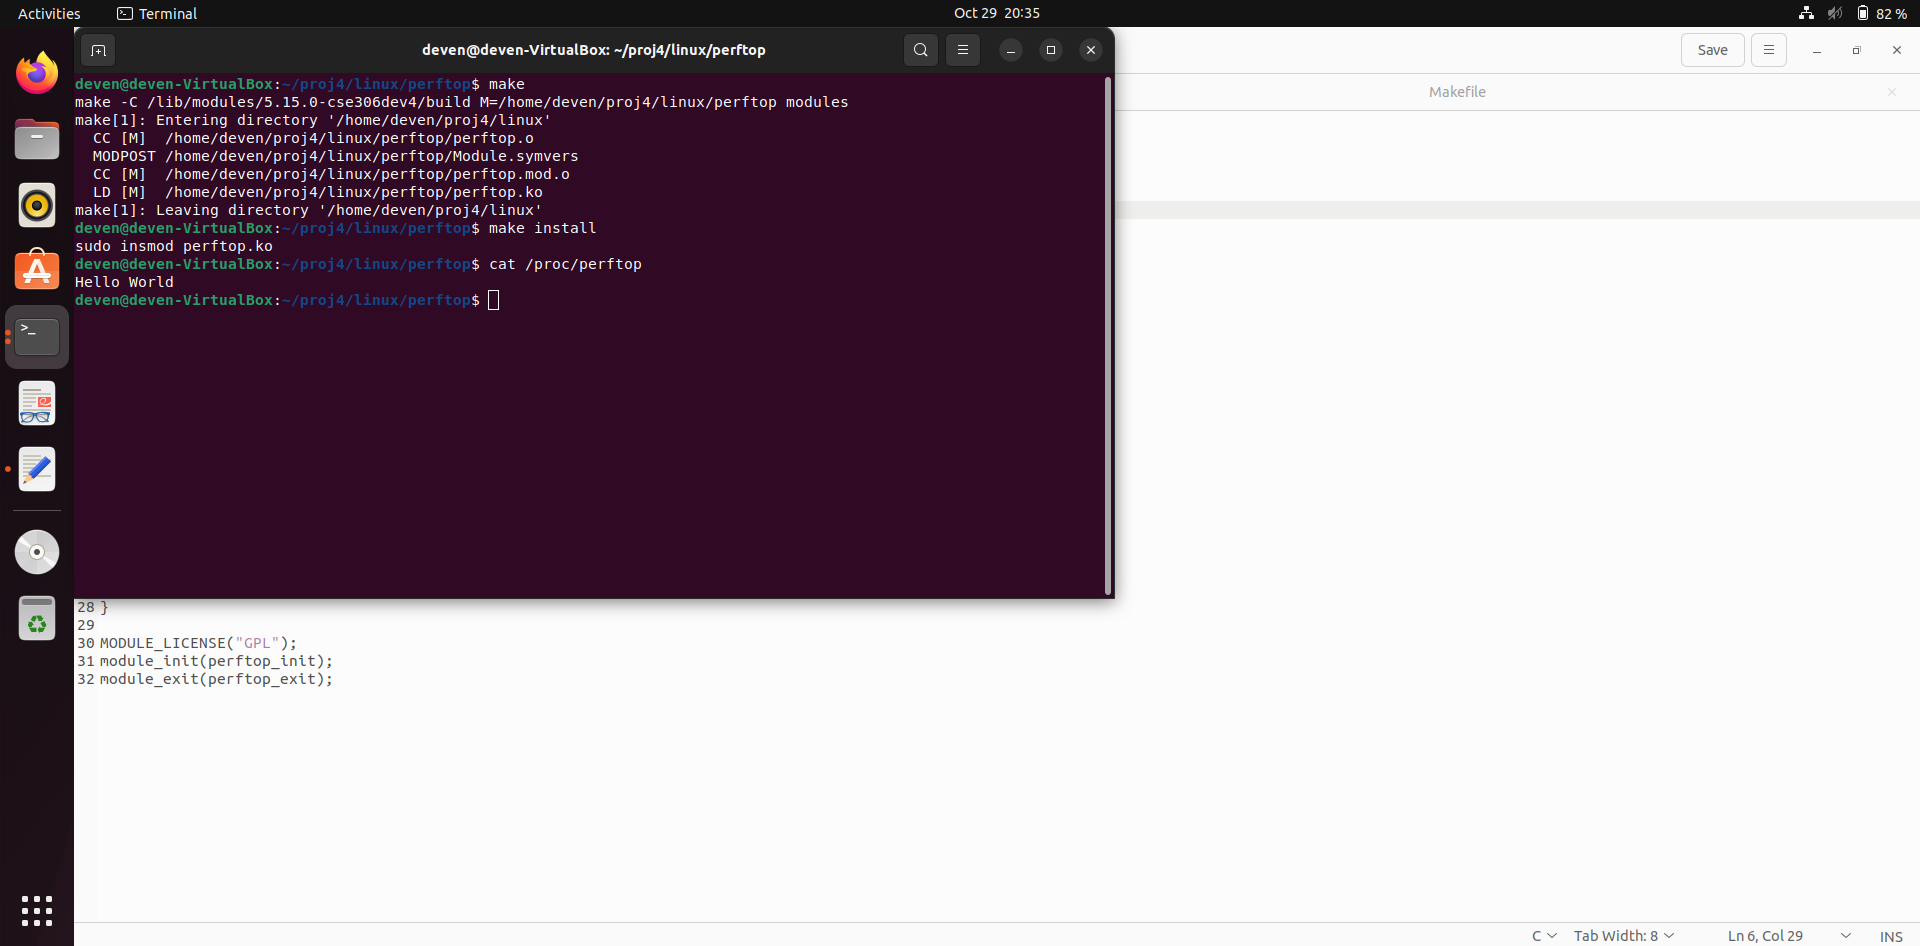 Activities
Terminal
Oct 29 20:35
82 %
deven@deven-VirtualBox: ~/proj4/linux/perftop
Save
Makefile
deven@deven-VirtualBox:~/proj4/linux/perftop$ make
make -C /lib/modules/5.15.0-cse306dev4/build M=/home/deven/proj4/linux/perftop modules
make[1]: Entering directory '/home/deven/proj4/linux'
  CC [M]  /home/deven/proj4/linux/perftop/perftop.o
  MODPOST /home/deven/proj4/linux/perftop/Module.symvers
  CC [M]  /home/deven/proj4/linux/perftop/perftop.mod.o
  LD [M]  /home/deven/proj4/linux/perftop/perftop.ko
make[1]: Leaving directory '/home/deven/proj4/linux'
deven@deven-VirtualBox:~/proj4/linux/perftop$ make install
sudo insmod perftop.ko
deven@deven-VirtualBox:~/proj4/linux/perftop$ cat /proc/perftop
Hello World
deven@deven-VirtualBox:~/proj4/linux/perftop$
28 }
29
30 MODULE_LICENSE("GPL");
31 module_init(perftop_init);
32 module_exit(perftop_exit);
C
Tab Width: 8
Ln 6, Col 29
INS